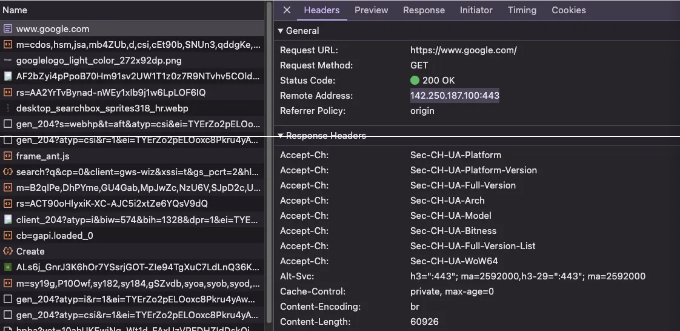 Name
www.google.com
m=cdos,hsm,jsa,mb4ZUb,d,csi,cEt90b,SNUn3,qddgKe,...
googlelogo_light_color_272x92dp.png
AF2bZyi4pPpoB70Hm91sv2UW1T1z0z7R9NTvhv5COld...
rs=AA2YrTvBynad-nWEy1xIb9j1w6LpLOF6IQ
desktop_searchbox_sprites318_hr.webp
gen_204?s=webhp&t=aft&atyp=csi&ei=TYErZo2pELOo...
gen_204?atyp=csi&r=1&ei=TYErZo2pELOoxc8Pkru4yA...
frame_ant.js
search?q&cp=0&client=gws-wiz&xssi=t&gs_pcrt=2&hl...
m=B2qlPe,DhPYme,GU4Gab,MpJwZc,NzU6V,SJpD2c,U...
rs=ACT90oHlyxiK-XC-AJC5i2xtZe6YQsV9dQ
client_204?atyp=i&biw=574&bih=1328&dpr=1&ei=TYE...
cb=gapi.loaded_0
Create
ALs6j_GnrJ3K6hOr7YSsrjGOT-ZIe94TgXuC7LdLnQ36K...
m=sy19g,P10Owf,sy182,sy184,gSZvdb,syoa,syob,syod,...
gen_204?atyp=i&r=1&ei=TYErZo2pELOoxc8Pkru4yAw...
gen_204?atyp=csi&r=1&ei=TYErZo2pELOoxc8Pkru4yA...
Headers
Preview
Response
Initiator
Timing
Cookies
General
Request URL: https://www.google.com/
Request Method: GET
Status Code: 200 OK
Remote Address: 142.250.187.100:443
Referrer Policy: origin
Response Headers
Accept-Ch: Sec-CH-UA-Platform
Accept-Ch: Sec-CH-UA-Platform-Version
Accept-Ch: Sec-CH-UA-Full-Version
Accept-Ch: Sec-CH-UA-Arch
Accept-Ch: Sec-CH-UA-Model
Accept-Ch: Sec-CH-UA-Bitness
Accept-Ch: Sec-CH-UA-Full-Version-List
Accept-Ch: Sec-CH-UA-WoW64
Alt-Svc: h3=":443"; ma=2592000,h3-29=":443"; ma=2592000
Cache-Control: private, max-age=0
Content-Encoding: br
Content-Length: 60926